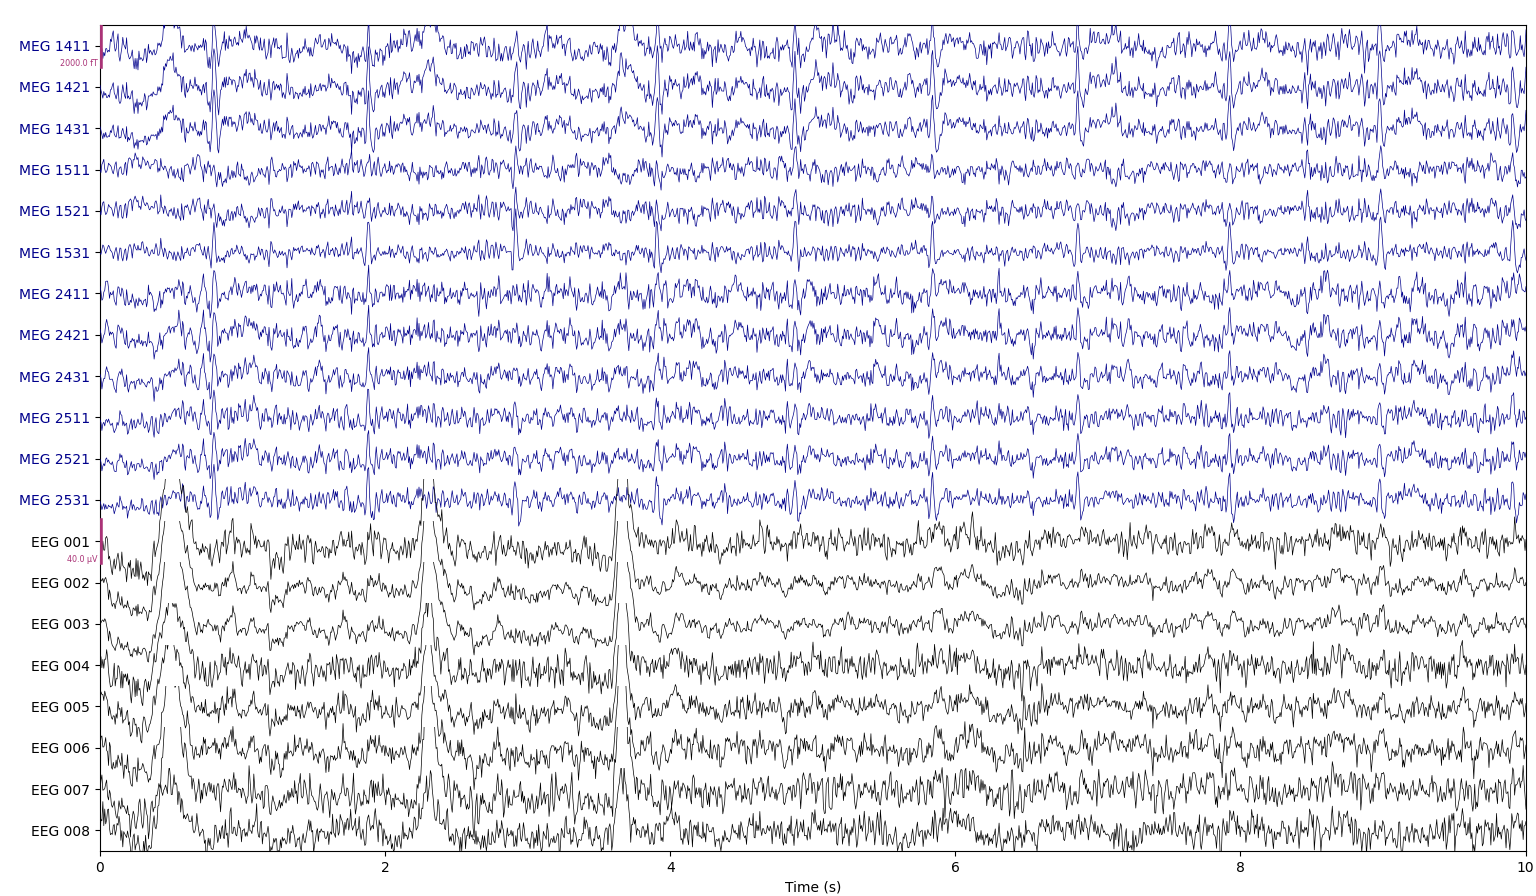 MEG 1411
2000.0 fT
MEG 1421
MEG 1431
MEG 1511
MEG 1521
MEG 1531
MEG 2411
MEG 2421
MEG 2431
MEG 2511
MEG 2521
MEG 2531
EEG 001
40.0 µV
EEG 002
EEG 003
EEG 004
EEG 005
EEG 006
EEG 007
EEG 008
0 2 4 6 8 10
Time (s)